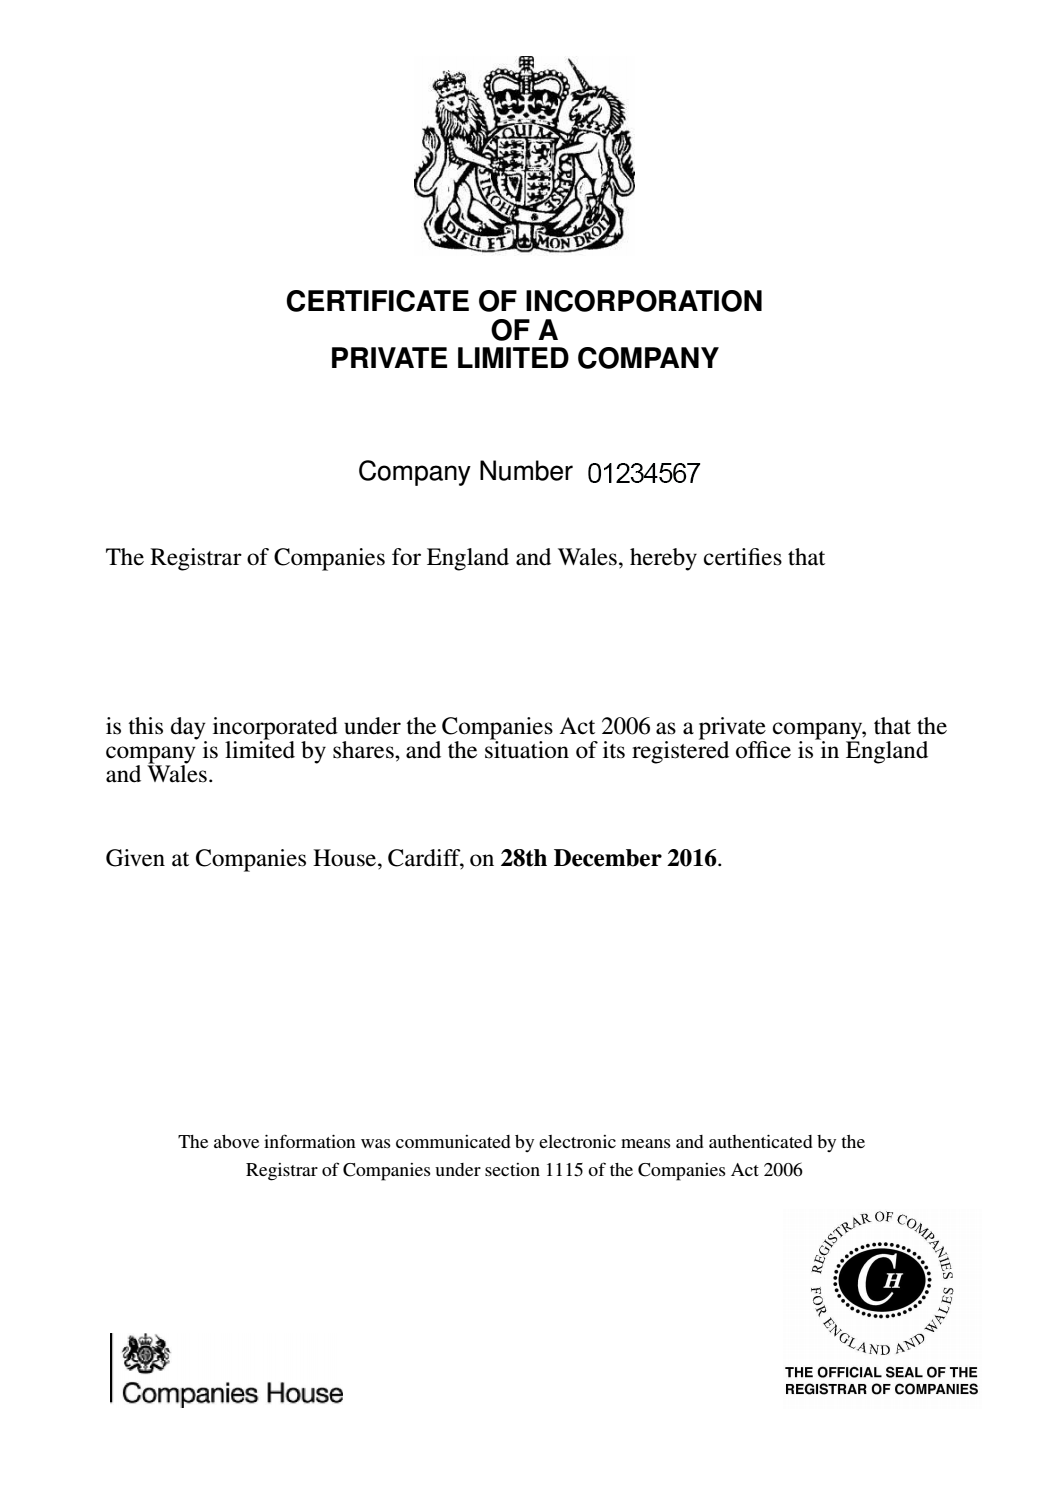 QUI M
HONI S
PENSE
DIEU ET MON DROIT
CERTIFICATE OF INCORPORATION
OF A
PRIVATE LIMITED COMPANY
Company Number 01234567
The Registrar of Companies for England and Wales, hereby certifies that
is this day incorporated under the Companies Act 2006 as a private company, that the
company is limited by shares, and the situation of its registered office is in England
and Wales.
Given at Companies House, Cardiff, on 28th December 2016.
The above information was communicated by electronic means and authenticated by the
Registrar of Companies under section 1115 of the Companies Act 2006
REGISTRAR OF COMPANIES
FOR ENGLAND AND WALES
CH
THE OFFICIAL SEAL OF THE
REGISTRAR OF COMPANIES
Companies House